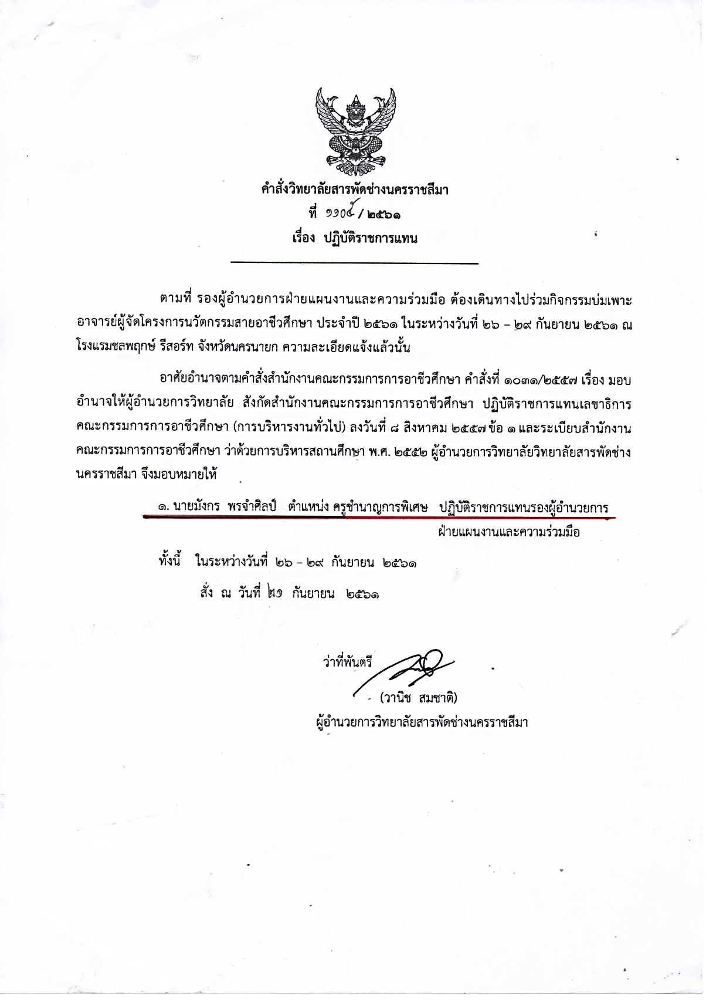 คำสั่งวิทยาลัยสารพัดช่างนครราชสีมา
ที่ ๑๑๐๕ / ๒๕๖๑
เรื่อง ปฏิบัติราชการแทน
ตามที่ รองผู้อำนวยการฝ่ายแผนงานและความร่วมมือ ต้องเดินทางไปร่วมกิจกรรมบ่มเพาะ
อาจารย์ผู้จัดโครงการนวัตกรรมสายอาชีวศึกษา ประจำปี ๒๕๖๑ ในระหว่างวันที่ ๒๖ – ๒๙ กันยายน ๒๕๖๑ ณ
โรงแรมชลพฤกษ์ รีสอร์ท จังหวัดนครนายก ความละเอียดแจ้งแล้วนั้น
อาศัยอำนาจตามคำสั่งสำนักงานคณะกรรมการการอาชีวศึกษา คำสั่งที่ ๑๐๓๑/๒๕๕๗ เรื่อง มอบ
อำนาจให้ผู้อำนวยการวิทยาลัย สังกัดสำนักงานคณะกรรมการการอาชีวศึกษา ปฏิบัติราชการแทนเลขาธิการ
คณะกรรมการการอาชีวศึกษา (การบริหารงานทั่วไป) ลงวันที่ ๘ สิงหาคม ๒๕๕๗ ข้อ ๑ และระเบียบสำนักงาน
คณะกรรมการการอาชีวศึกษา ว่าด้วยการบริหารสถานศึกษา พ.ศ. ๒๕๕๒ ผู้อำนวยการวิทยาลัยวิทยาลัยสารพัดช่าง
นครราชสีมา จึงมอบหมายให้
๑. นายมังกร พรจำศิลป์ ตำแหน่ง ครูชำนาญการพิเศษ ปฏิบัติราชการแทนรองผู้อำนวยการ
ฝ่ายแผนงานและความร่วมมือ
ทั้งนี้ ในระหว่างวันที่ ๒๖ – ๒๙ กันยายน ๒๕๖๑
สั่ง ณ วันที่ ๒๑ กันยายน ๒๕๖๑
ว่าที่พันตรี
(วานิช สมชาติ)
ผู้อำนวยการวิทยาลัยสารพัดช่างนครราชสีมา